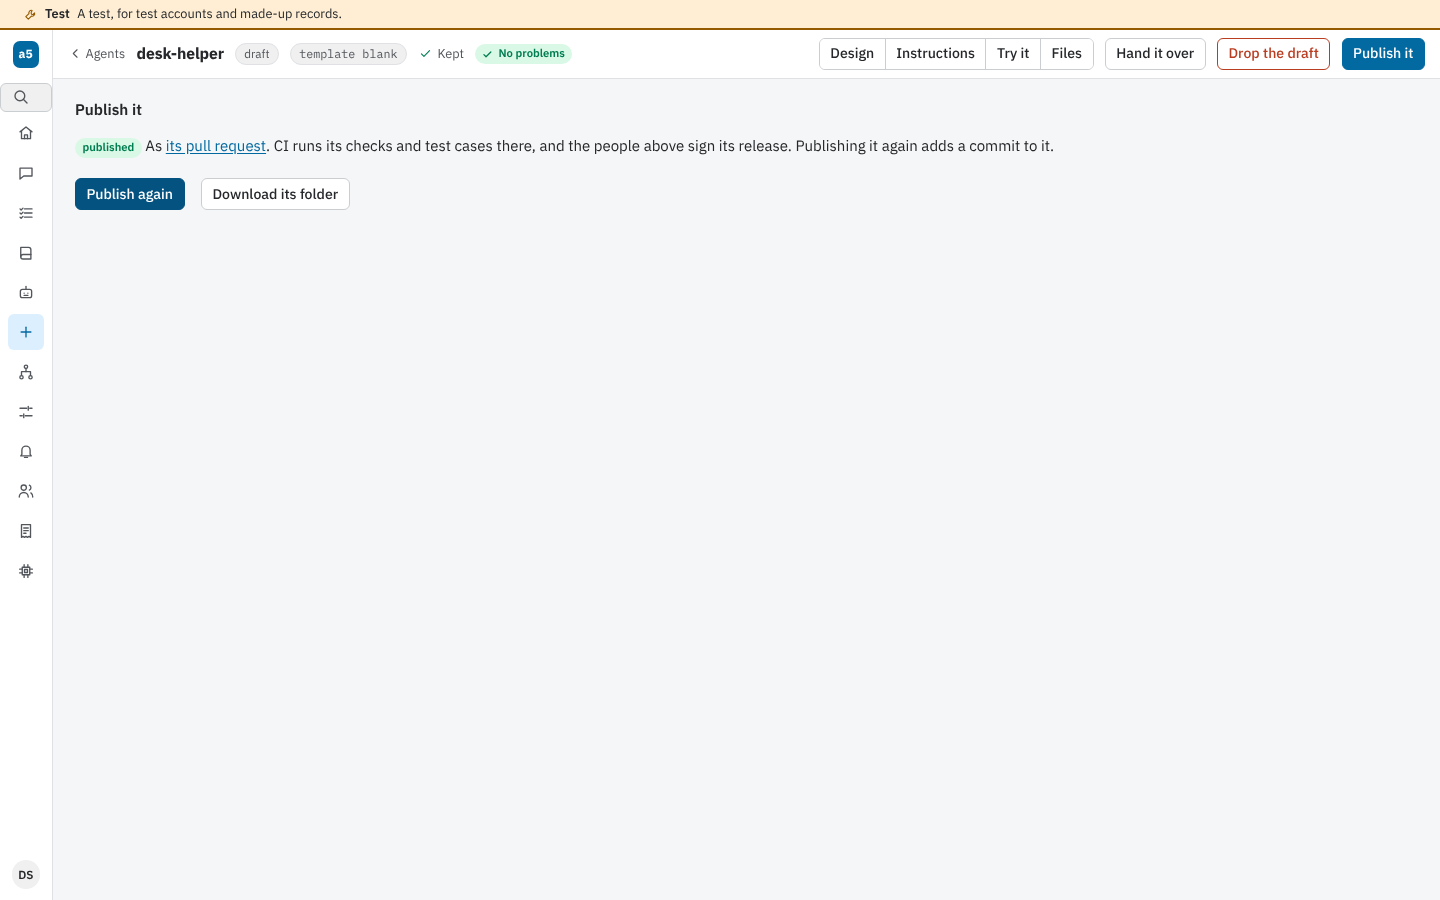 Test A test, for test accounts and made-up records.
a5
Agents desk-helper draft template blank Kept No problems Design Instructions Try it Files Hand it over Drop the draft Publish it
Publish it
published As its pull request. CI runs its checks and test cases there, and the people above sign its release. Publishing it again adds a commit to it.
Publish again Download its folder
DS